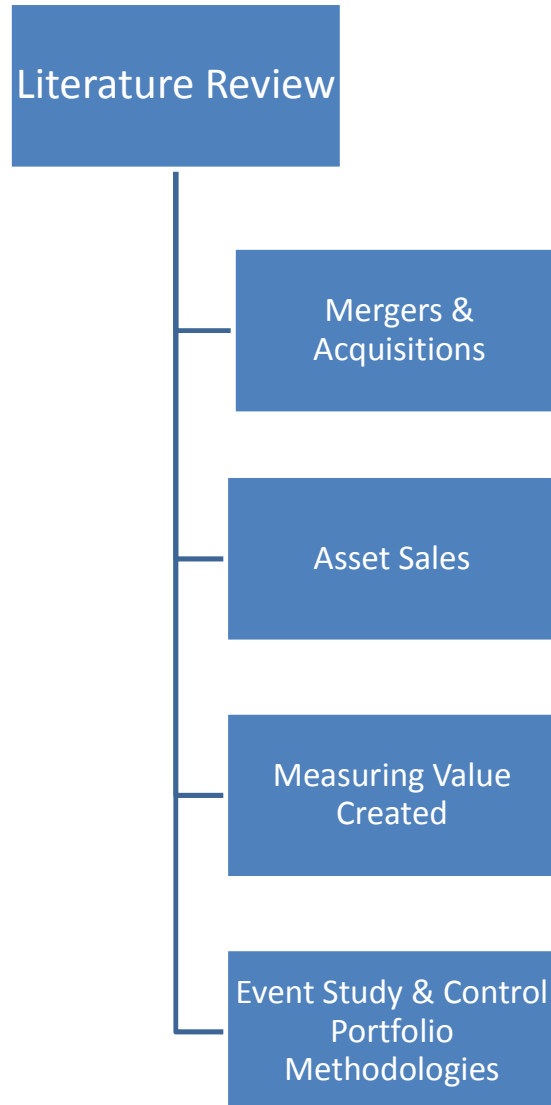 Literature Review
Mergers &
Acquisitions
Asset Sales
Measuring Value
Created
Event Study & Control
Portfolio
Methodologies